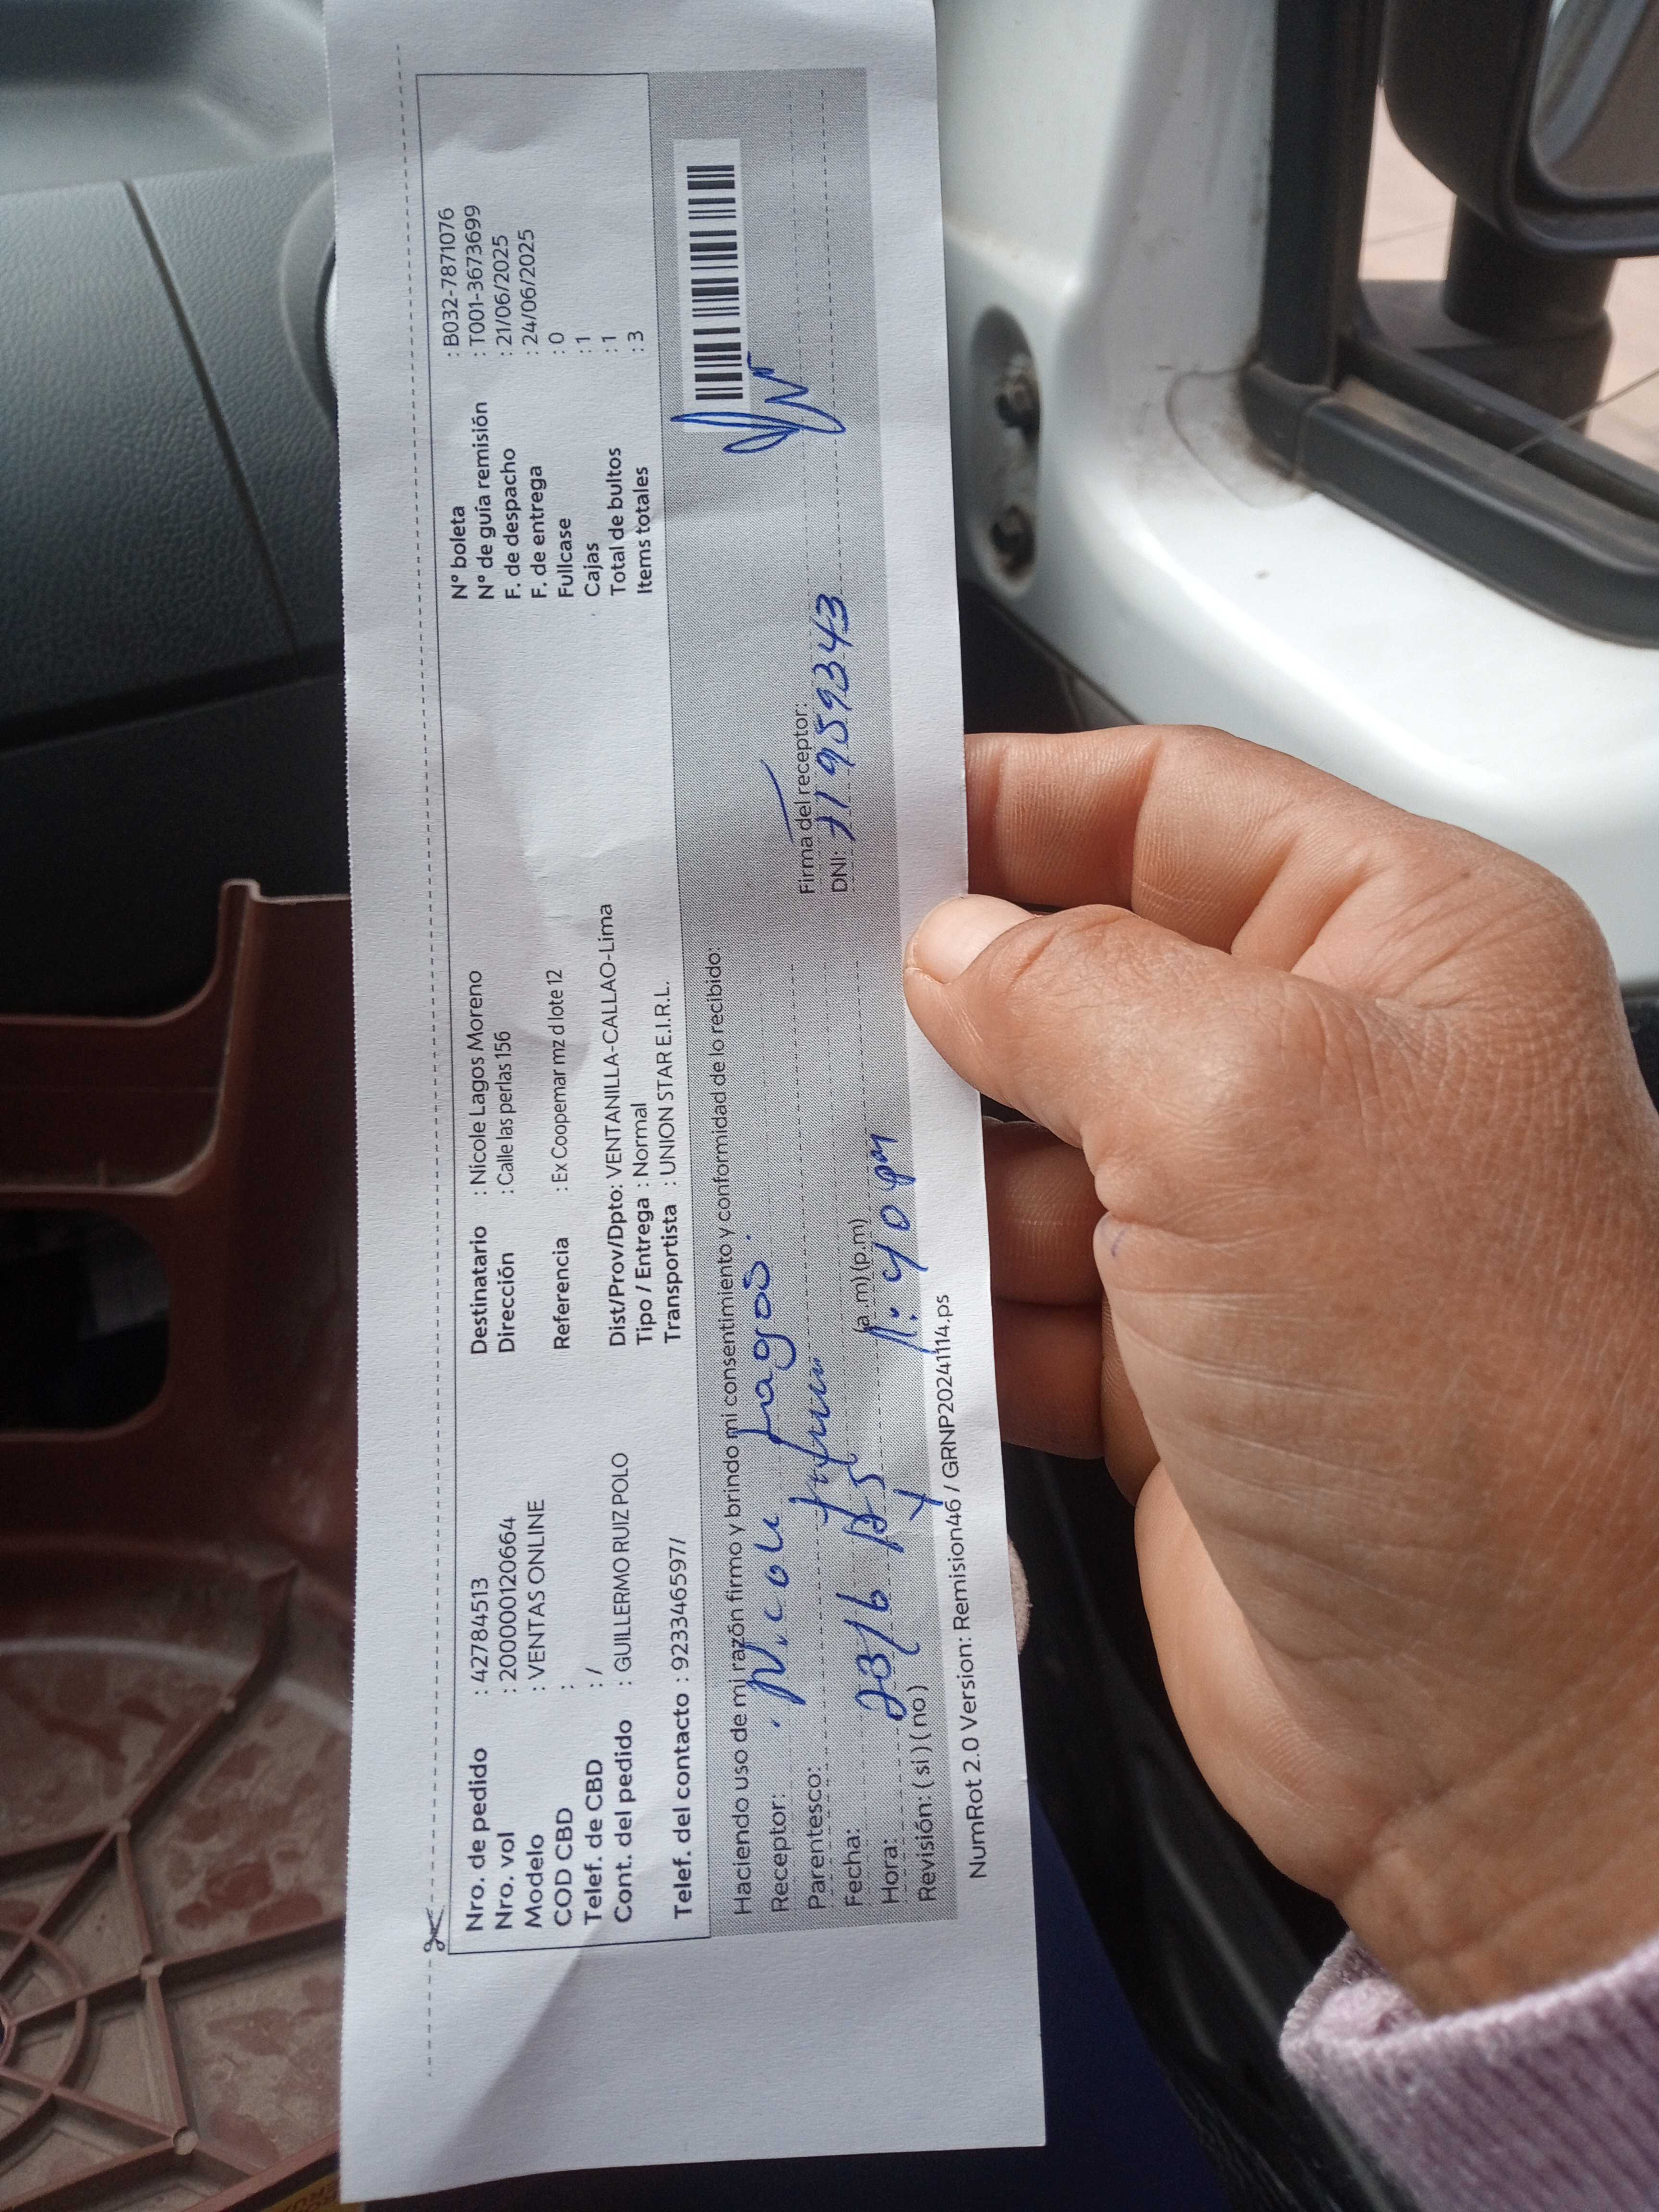 Nro. de pedido : 42784513
Nro. vol : 2000000120664
Modelo : VENTAS ONLINE
COD CBD :
Telef. de CBD : /
Cont. del pedido : GUILLERMO RUIZ POLO
Telef. del contacto : 923346597/
Destinatario : Nicole Lagos Moreno
Dirección : Calle las perlas 156
Referencia : Ex Coopemar mz d lote 12
Dist/Prov/Dpto: VENTANILLA-CALLAO-Lima
Tipo / Entrega : Normal
Transportista : UNION STAR E.I.R.L.
N° boleta : B032-7871076
N° de guía remisión : T001-3673699
F. de despacho : 21/06/2025
F. de entrega : 24/06/2025
Fullcase : 0
Cajas : 1
Total de bultos : 1
Items totales : 3
Haciendo uso de mi razón firmo y brindo mi consentimiento y conformidad de lo recibido:
Receptor: Nicole Lagos.
Parentesco:
Firma del receptor:
Fecha: 23/6
DNI: 71959343
Hora: (a.m) (p.m) 1:40 pm
Revisión: ( si ) ( no )
NumRot 2.0 Version: Remision46 / GRNP20241114.ps